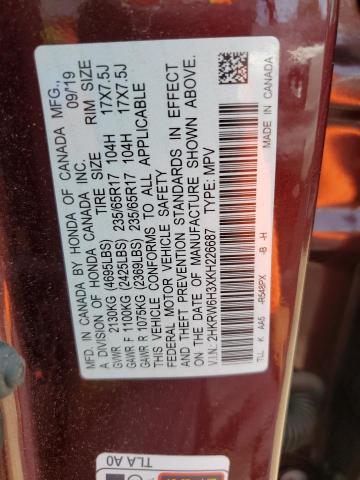 MFD. IN CANADA BY HONDA OF CANADA MFG.,
A DIVISION OF HONDA CANADA INC. 09/19
TIRE SIZE RIM SIZE
GVWR 2130KG (4695LBS)
GAWR F 1100KG (2425LBS) 235/65R17 104H 17X7.5J
GAWR R 1075KG (2369LBS) 235/65R17 104H 17X7.5J
THIS VEHICLE CONFORMS TO ALL APPLICABLE
FEDERAL MOTOR VEHICLE SAFETY
AND THEFT PREVENTION STANDARDS IN EFFECT
ON THE DATE OF MANUFACTURE SHOWN ABOVE.
V.I.N.: 2HKRW6H3XKH226687 TYPE: MPV
MADE IN CANADA
TLL K AA5 -R548PX -B -H
TLA A0